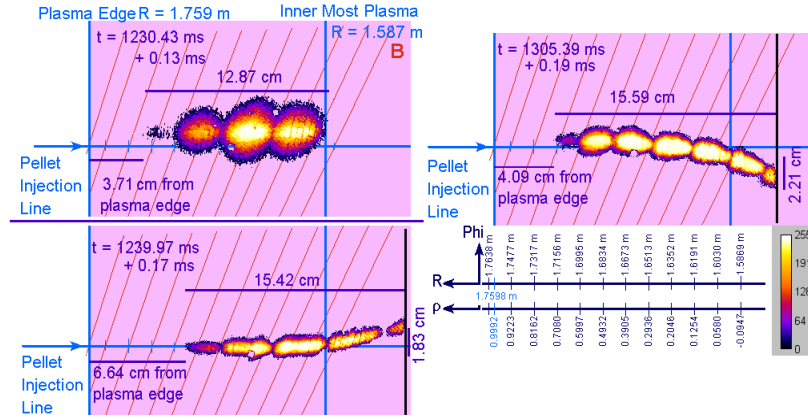 Plasma Edge R = 1.759 m
Inner Most Plasma
R = 1.587 m
t = 1230.43 ms
+ 0.13 ms
B
12.87 cm
Pellet
Injection
Line
3.71 cm from
plasma edge
t = 1305.39 ms
+ 0.19 ms
15.59 cm
Pellet
Injection
Line
4.09 cm from
plasma edge
2.21 cm
t = 1239.97 ms
+ 0.17 ms
15.42 cm
Pellet
Injection
Line
6.64 cm from
plasma edge
1.83 cm
Phi
1.7638 m
1.7477 m
1.7317 m
1.7156 m
1.6995 m
1.6834 m
1.6673 m
1.6513 m
1.6352 m
1.6191 m
1.6030 m
1.5869 m
R
1.7598 m
ρ
0.9992
0.9223
0.8162
0.7080
0.5997
0.4932
0.3905
0.2936
0.2046
0.1254
0.0580
-0.0947
255
191
128
64
0